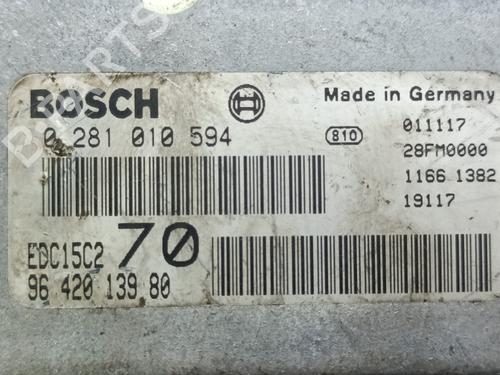 BOSCH
Made in Germany
0 281 010 594
810
011117
28FM0000
1166 1382
19117
EDC15C2
70
96 420 139 80